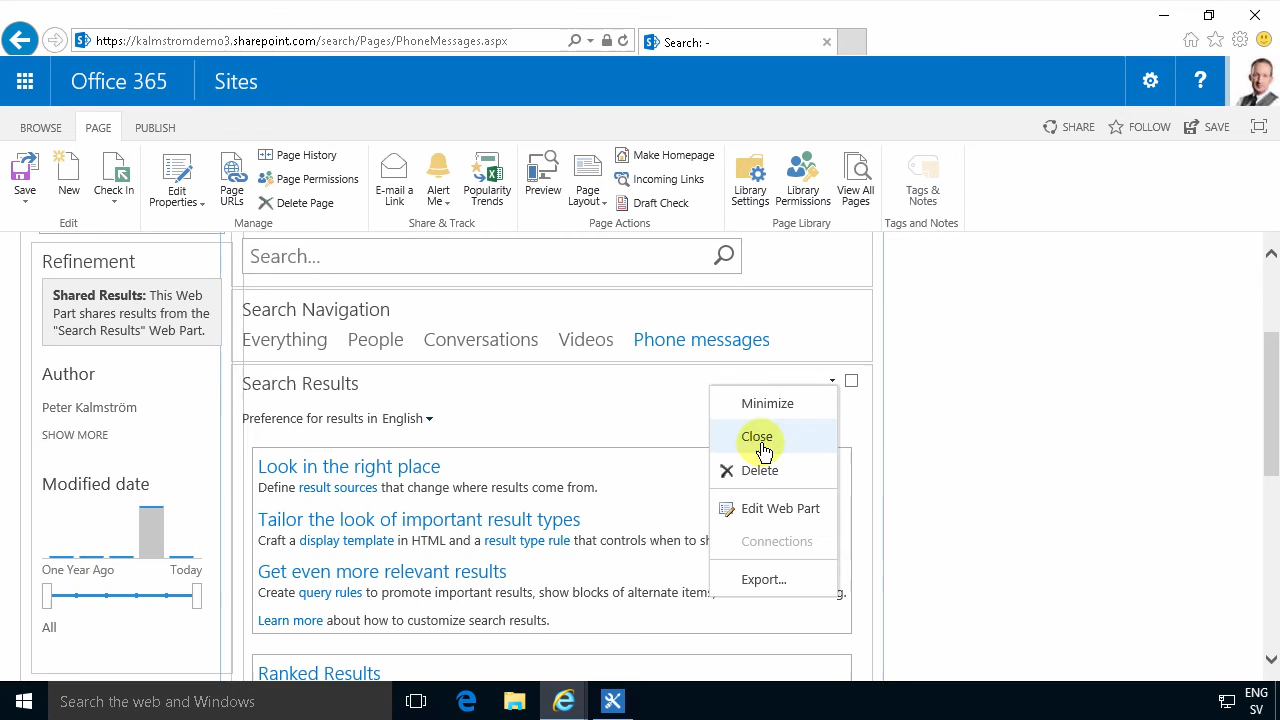 https://kalmstromdemo3.sharepoint.com/search/Pages/PhoneMessages.aspx
Search: -
Office 365
Sites
?
BROWSE
PAGE
PUBLISH
SHARE
FOLLOW
SAVE
Save
New
Check In
Edit
Properties
Page
URLs
Page History
Page Permissions
Delete Page
E-mail a
Link
Alert
Me
Popularity
Trends
Preview
Page
Layout
Make Homepage
Incoming Links
Draft Check
Library
Settings
Library
Permissions
View All
Pages
Tags &
Notes
Edit
Manage
Share & Track
Page Actions
Page Library
Tags and Notes
Refinement
Shared Results: This Web
Part shares results from the
"Search Results" Web Part.
Author
Peter Kalmström
SHOW MORE
Modified date
One Year Ago
Today
All
Search...
Search Navigation
Everything
People
Conversations
Videos
Phone messages
Search Results
Preference for results in English
Look in the right place
Define result sources that change where results come from.
Tailor the look of important result types
Craft a display template in HTML and a result type rule that controls when to sh
Get even more relevant results
Create query rules to promote important results, show blocks of alternate items,
g.
Learn more about how to customize search results.
Ranked Results
Minimize
Close
Delete
Edit Web Part
Connections
Export...
Search the web and Windows
ENG
SV